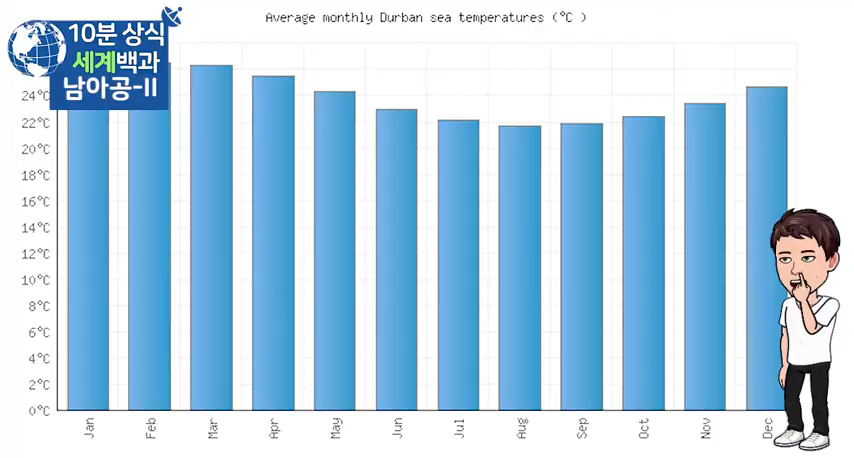 Average monthly Durban sea temperatures (°C )
10분 상식
세계백과
남아공-II
24°C
22°C
20°C
18°C
16°C
14°C
12°C
10°C
8°C
6°C
4°C
2°C
0°C
Jan
Feb
Mar
Apr
May
Jun
Jul
Aug
Sep
Oct
Nov
Dec